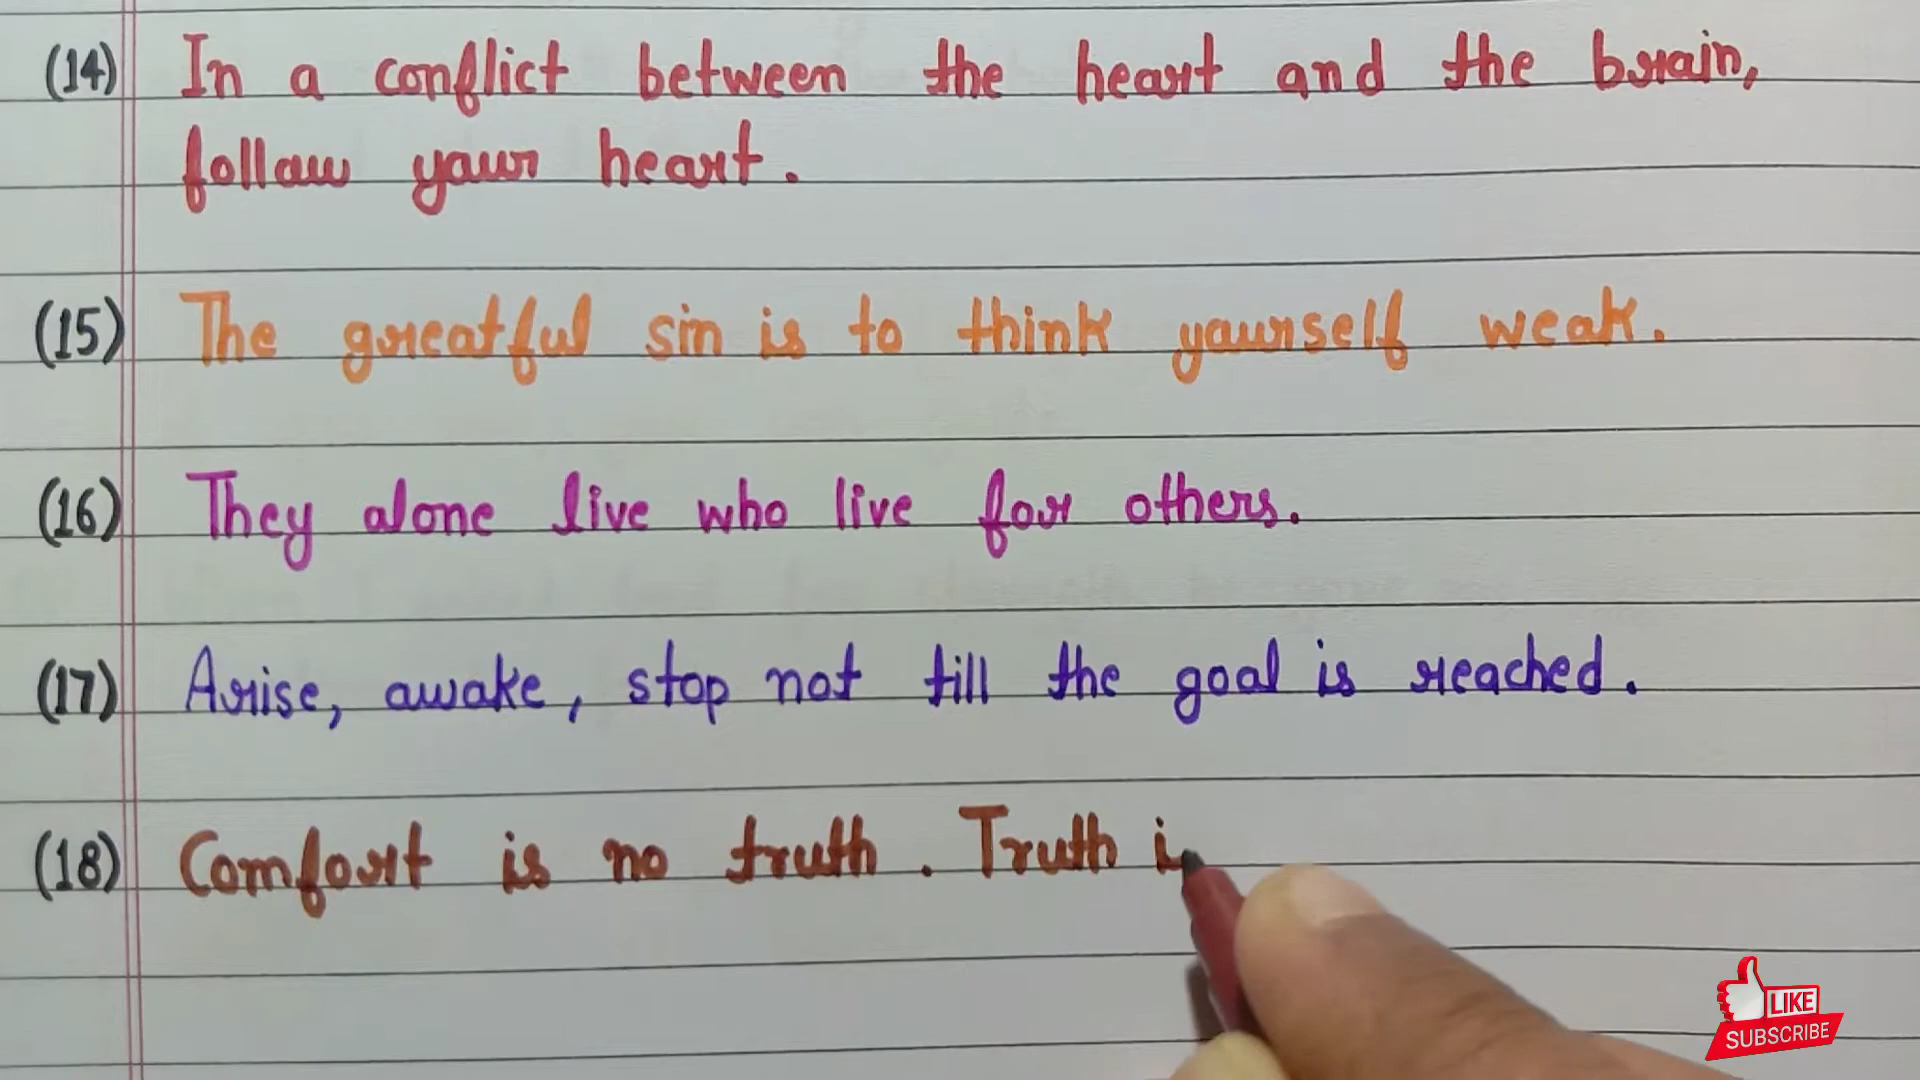 (14) In a conflict between the heart and the brain,
follow your heart.
(15) The greatful sin is to think yourself weak.
(16) They alone live who live for others.
(17) Arise, awake, stop not till the goal is reached.
(18) Comfort is no truth. Truth i
LIKE
SUBSCRIBE